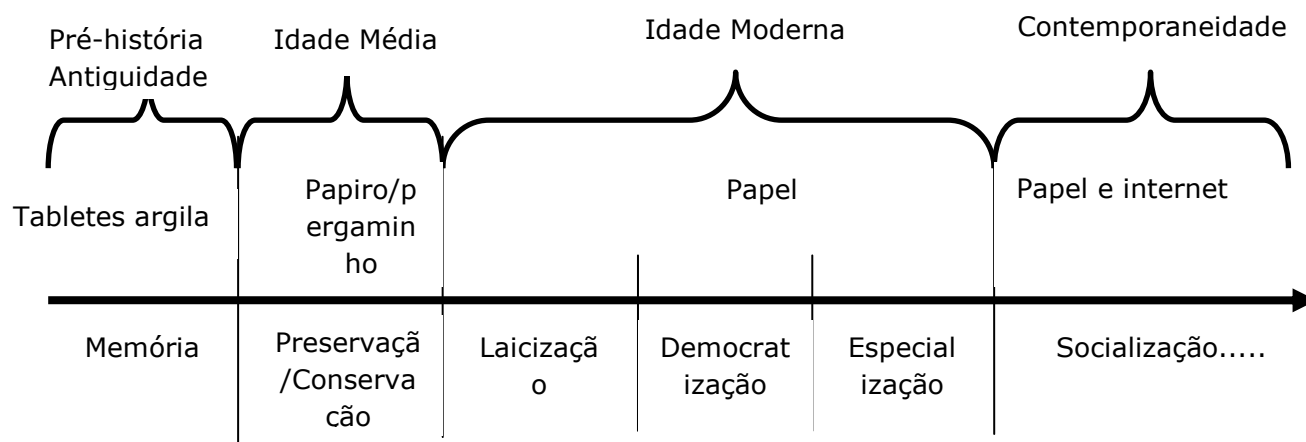 Pré-história
Antiguidade
Idade Média
Idade Moderna
Contemporaneidade
Tabletes argila
Papiro/p
ergamin
ho
Papel
Papel e internet
Memória
Preservaçã
/Conserva
cão
Laicizaçã
o
Democrat
ização
Especial
ização
Socialização.....